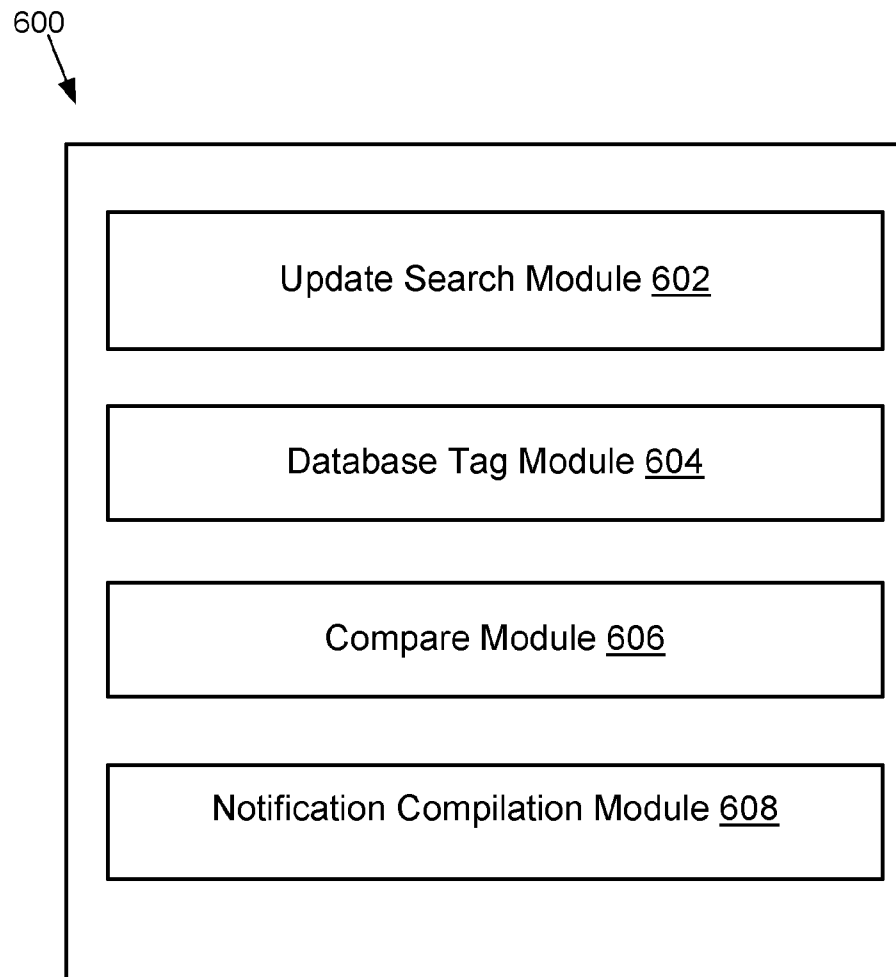 600
Update Search Module 602
Database Tag Module 604
Compare Module 606
Notification Compilation Module 608